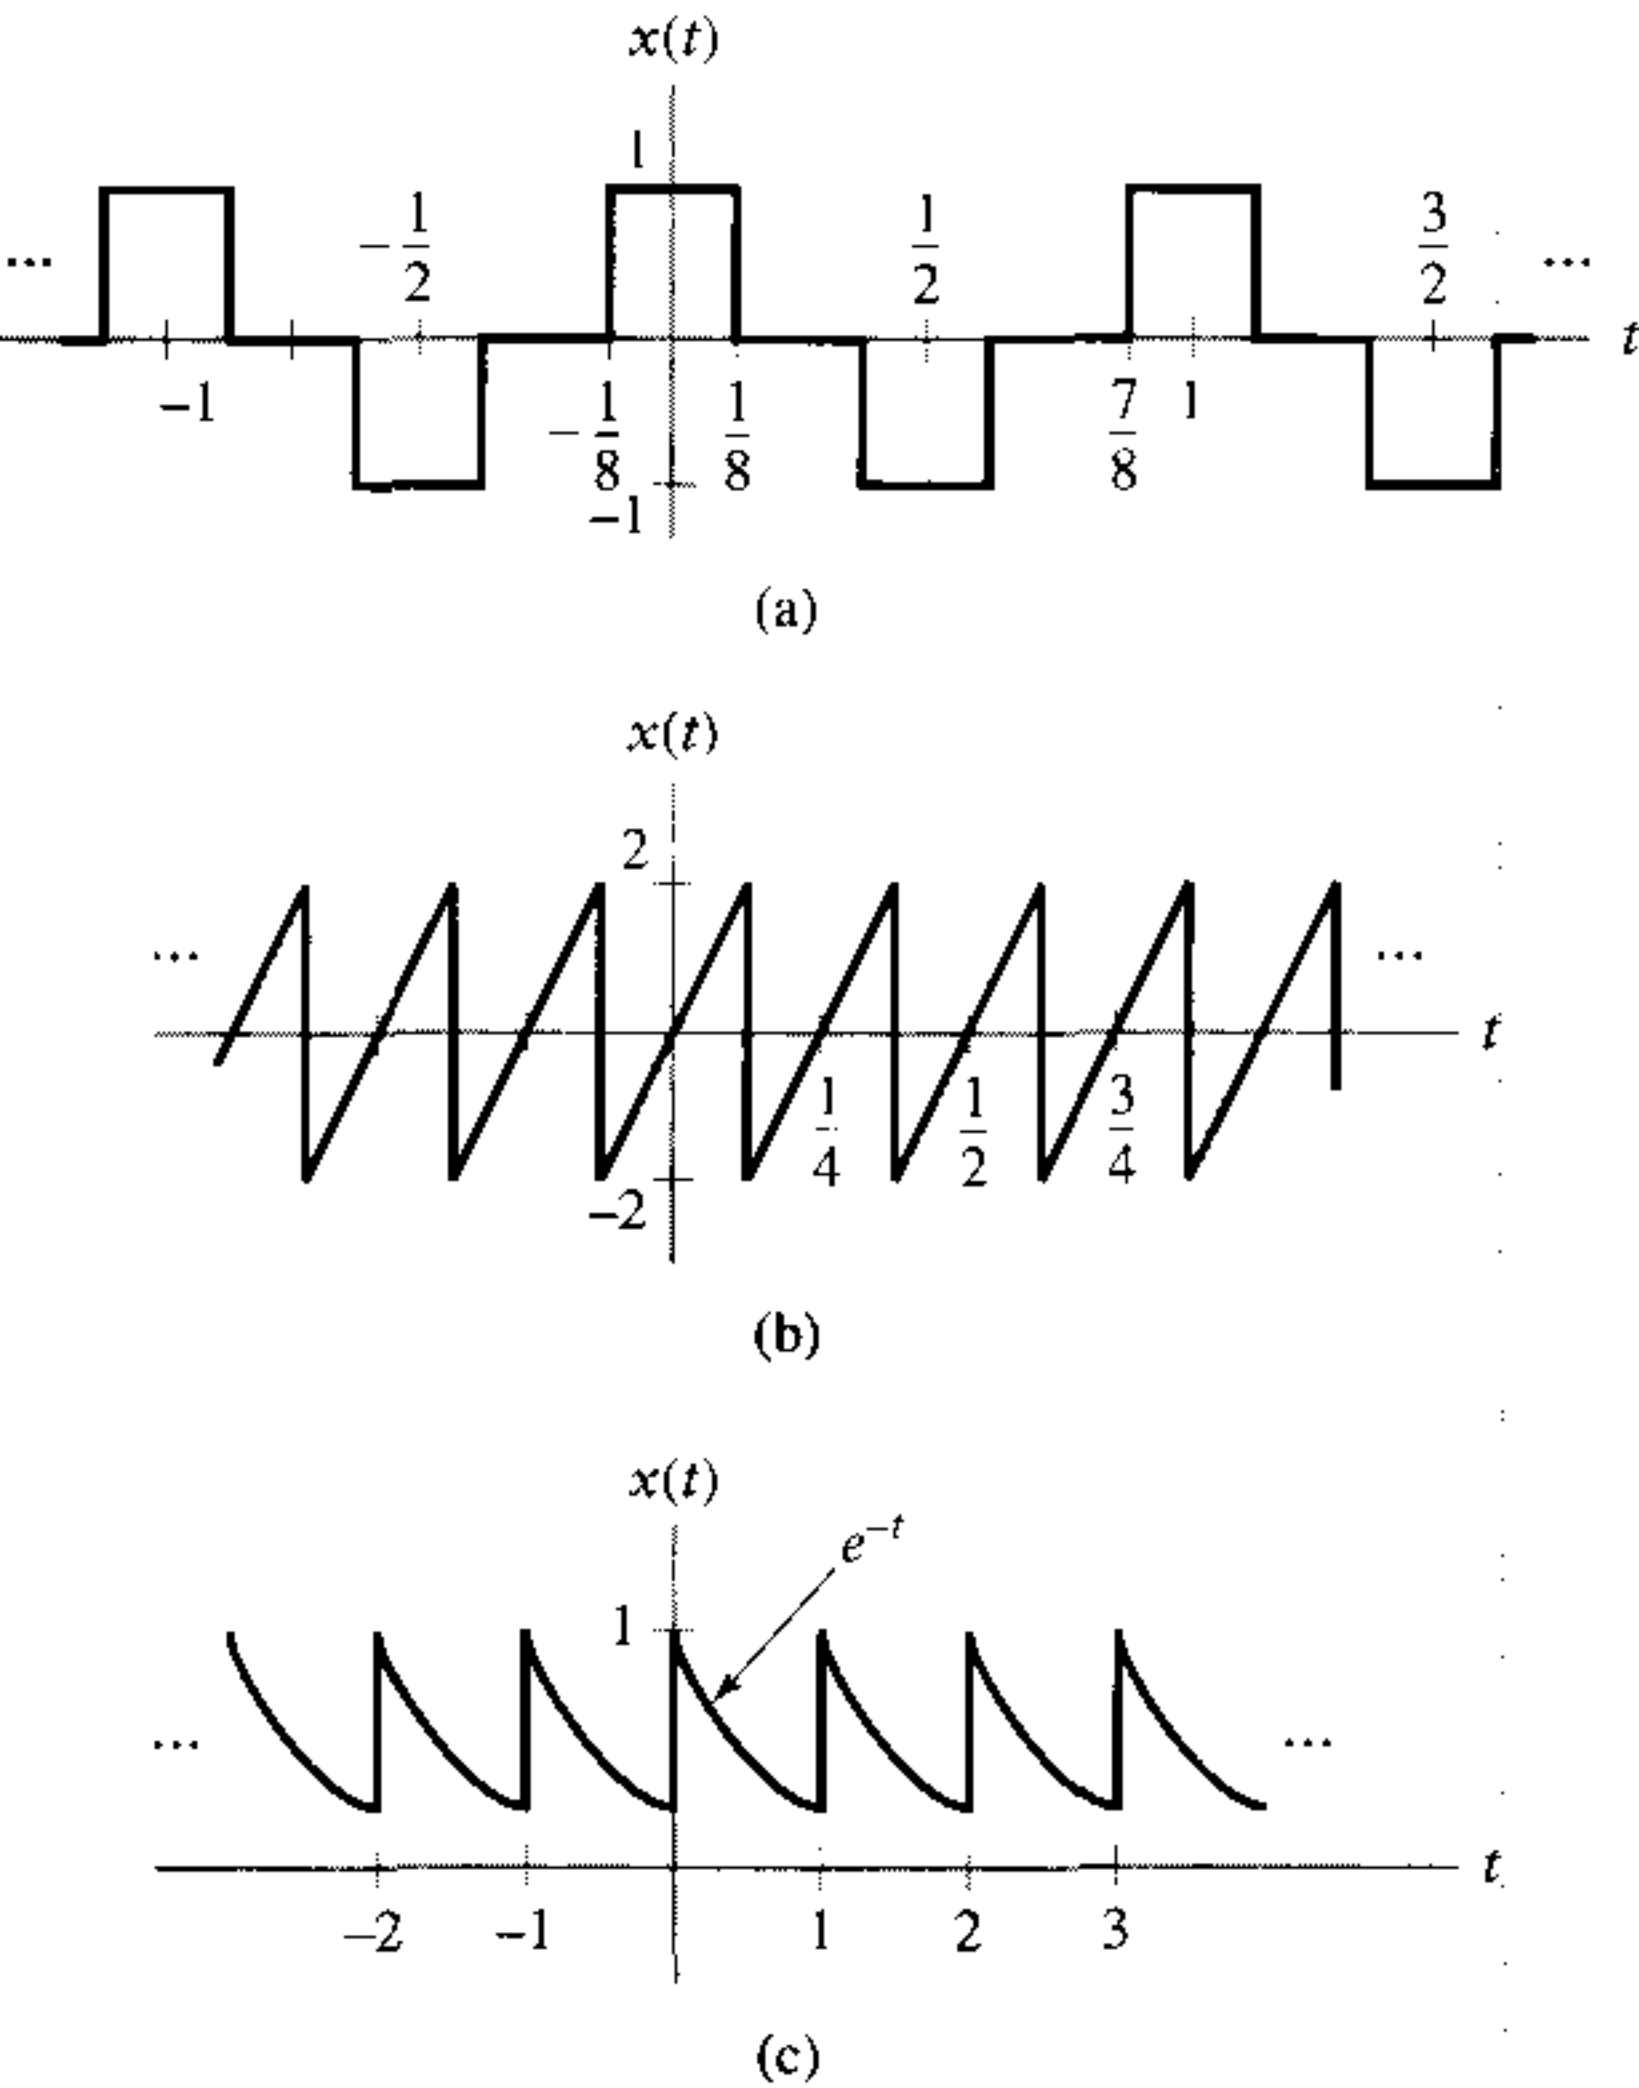 x(t)
1
-1/2 1/2 3/2
... ...
t
-1 -1/8 1/8 7/8 1
-1
(a)
x(t)
2
... ...
t
1/4 1/2 3/4
-2
(b)
x(t)
e^{-t}
1
... ...
t
-2 -1 1 2 3
(c)